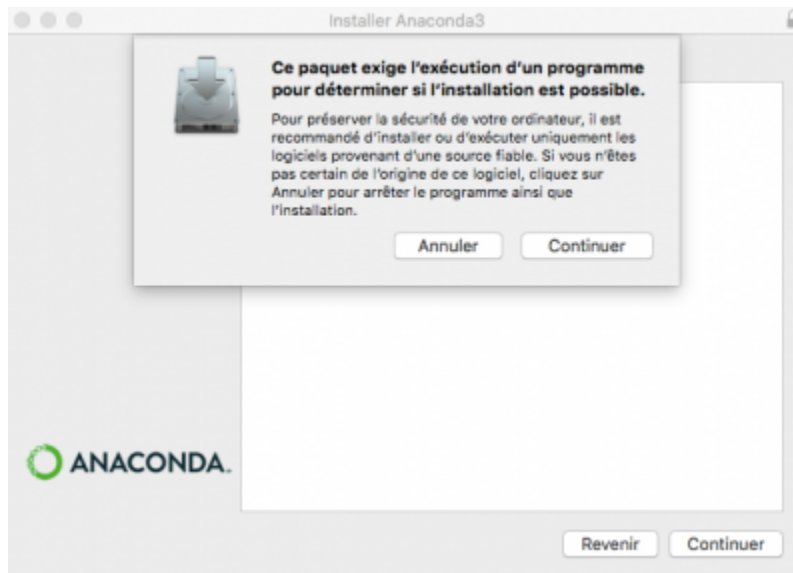 Installer Anaconda3
Ce paquet exige l'exécution d'un programme
pour déterminer si l'installation est possible.
Pour préserver la sécurité de votre ordinateur, il est
recommandé d'installer ou d'exécuter uniquement les
logiciels provenant d'une source fiable. Si vous n'êtes
pas certain de l'origine de ce logiciel, cliquez sur
Annuler pour arrêter le programme ainsi que
l'installation.
Annuler
Continuer
ANACONDA.
Revenir
Continuer